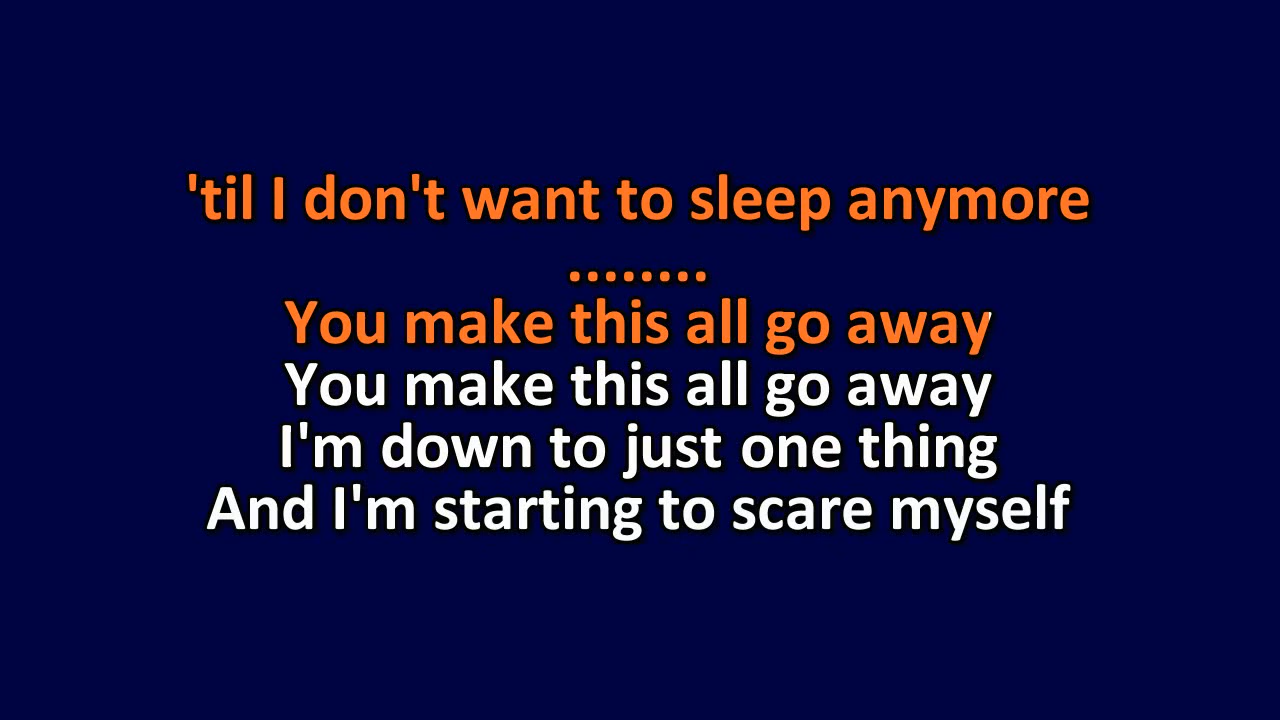 'til I don't want to sleep anymore
........
You make this all go away
You make this all go away
I'm down to just one thing
And I'm starting to scare myself